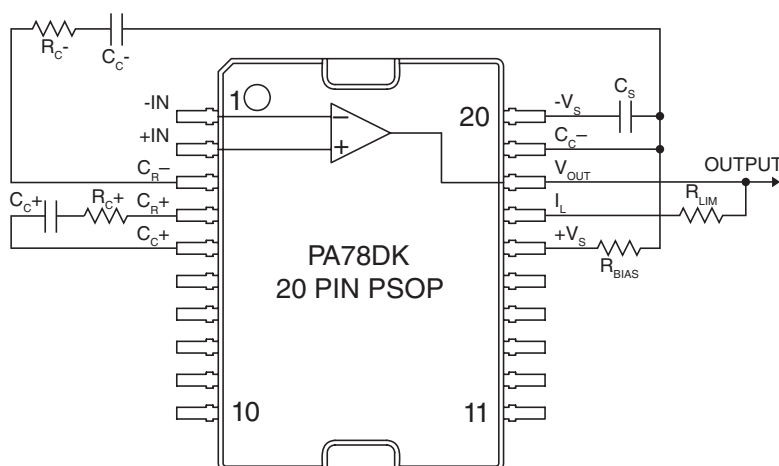 R_C-
C_C-
1
20
-IN
+IN
C_R–
C_R+
C_C+
C_C+
R_C+
-V_S
C_S
C_C–
V_OUT
OUTPUT
I_L
R_LIM
+V_S
R_BIAS
PA78DK
20 PIN PSOP
10
11